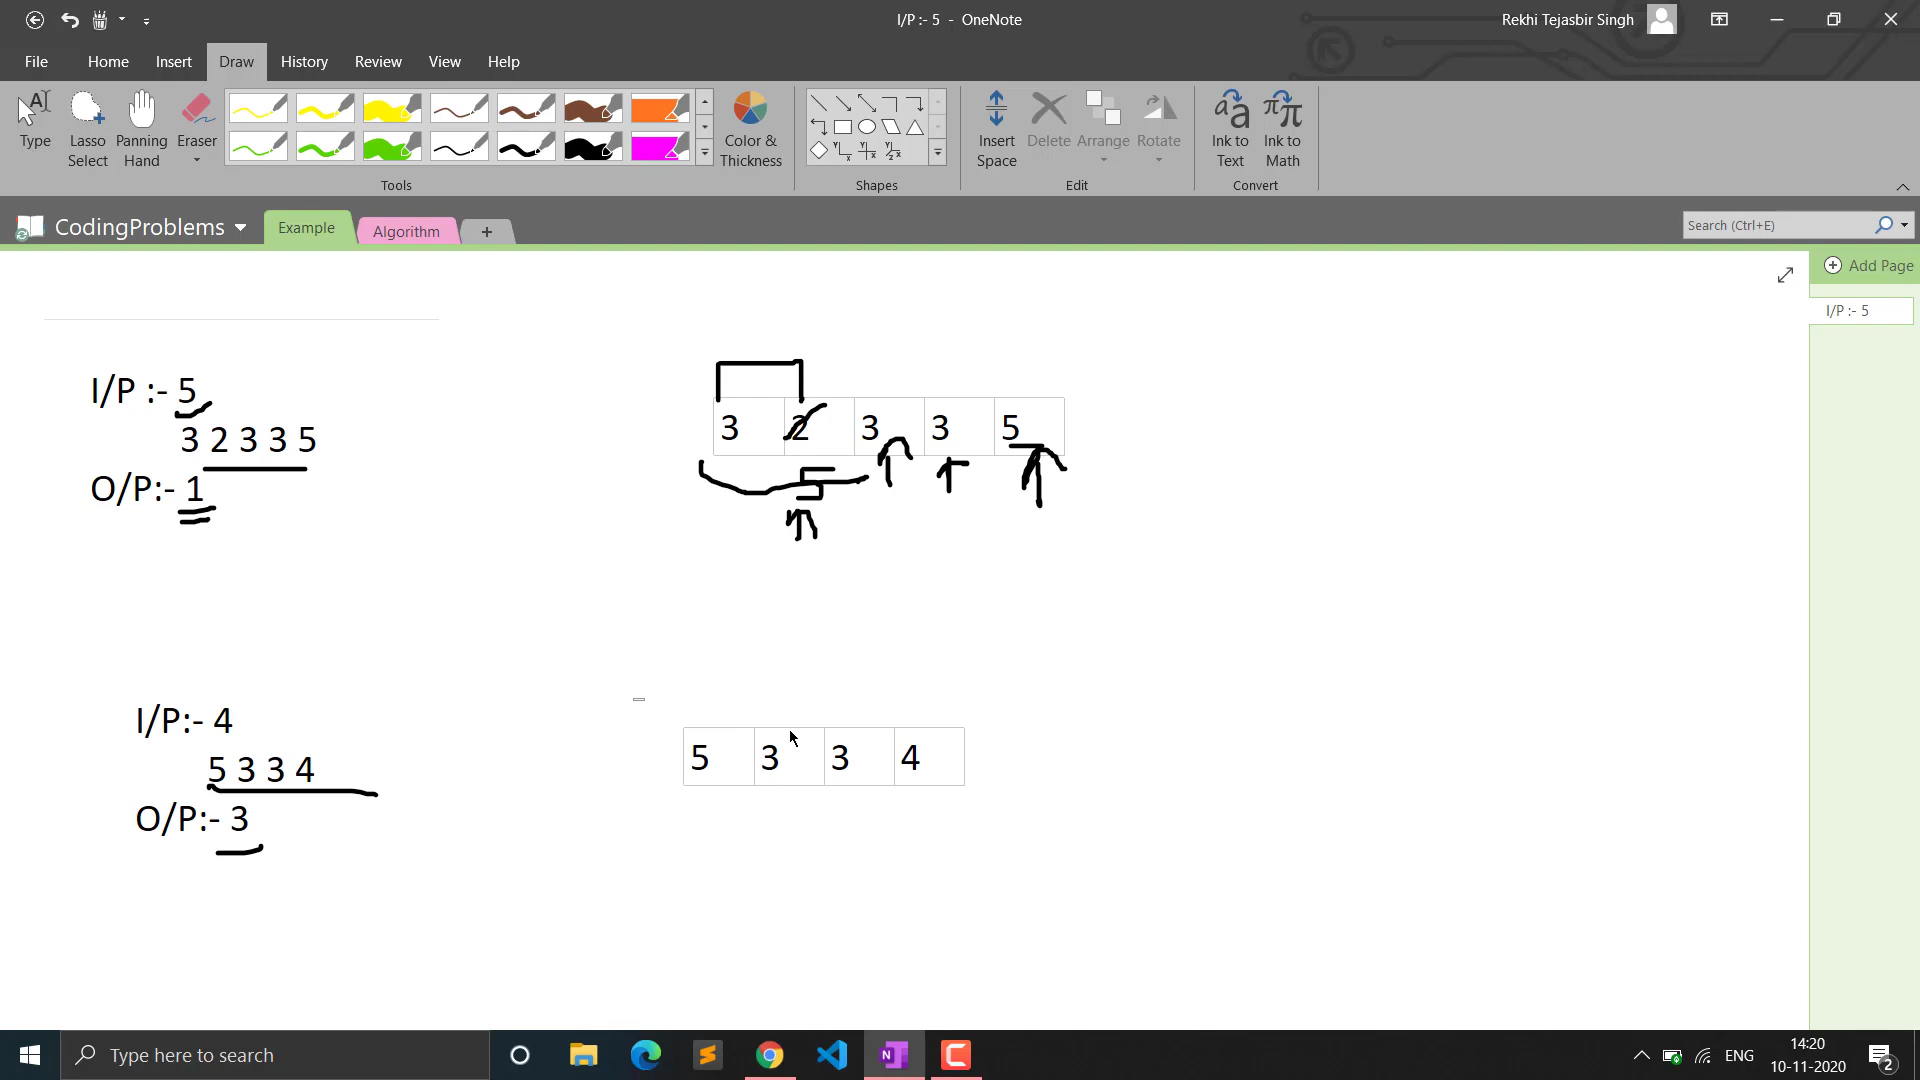 I/P :- 5 - OneNote
Rekhi Tejasbir Singh
File Home Insert Draw History Review View Help
Type
Lasso Select
Panning Hand
Eraser
Color & Thickness
Insert Space
Delete
Arrange
Rotate
Ink to Text
Ink to Math
Tools
Shapes
Edit
Convert
CodingProblems
Example
Algorithm
Search (Ctrl+E)
Add Page
I/P :- 5
I/P :- 5
3 2 3 3 5
O/P:- 1
3 2 3 3 5
I/P:- 4
5 3 3 4
O/P:- 3
5 3 3 4
Type here to search
ENG
14:20
10-11-2020
2